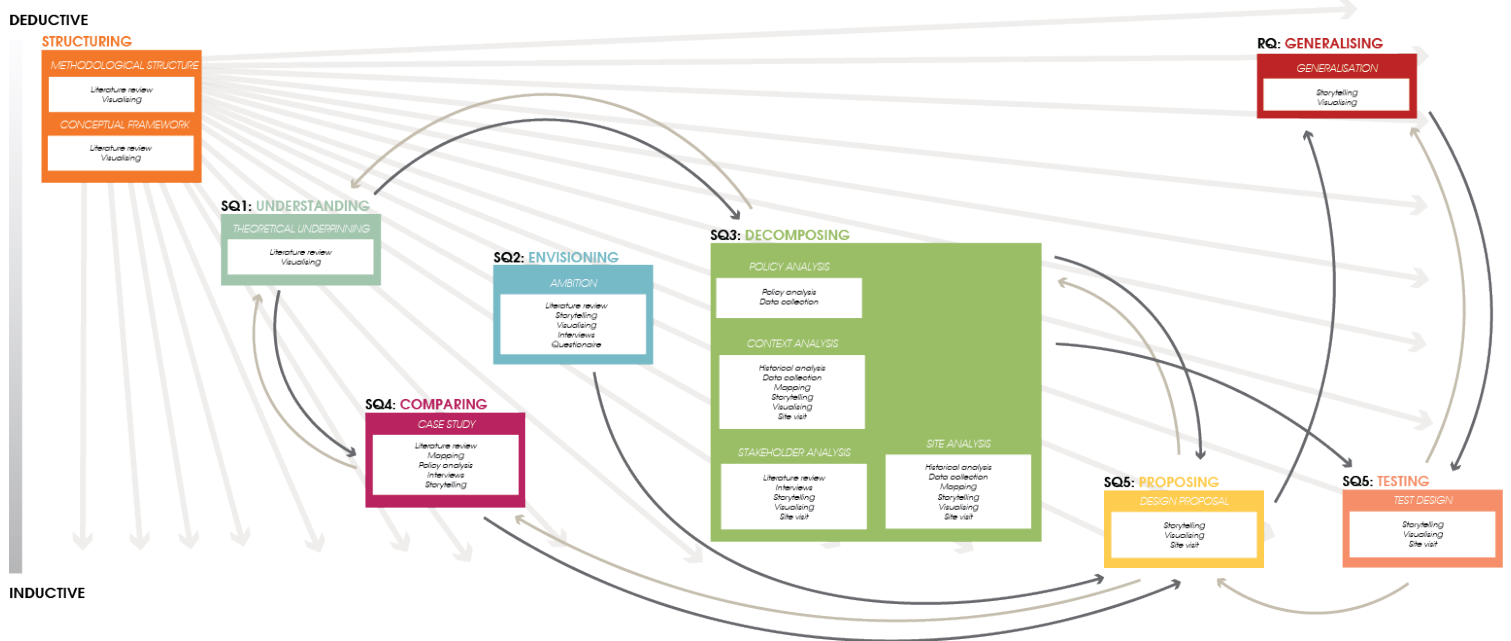 DEDUCTIVE
STRUCTURING
METHODOLOGICAL STRUCTURE
Literature review
Visualising
CONCEPTUAL FRAMEWORK
Literature review
Visualising
RQ: GENERALISING
GENERALISATION
Storytelling
Visualising
SQ1: UNDERSTANDING
THEORETICAL UNDERPINNING
Literature review
Visualising
SQ2: ENVISIONING
AMBITION
Literature review
Storytelling
Visualising
Interviews
Questionaire
SQ3: DECOMPOSING
POLICY ANALYSIS
Policy analysis
Data collection
CONTEXT ANALYSIS
Historical analysis
Data collection
Mapping
Storytelling
Visualising
Site visit
STAKEHOLDER ANALYSIS
Literature review
Interviews
Storytelling
Visualising
Site visit
SITE ANALYSIS
Historical analysis
Data collection
Mapping
Storytelling
Visualising
Site visit
SQ4: COMPARING
CASE STUDY
Literature review
Mapping
Policy analysis
Interviews
Storytelling
SQ5: PROPOSING
DESIGN PROPOSAL
Storytelling
Visualising
Site visit
SQ5: TESTING
TEST DESIGN
Storytelling
Visualising
Site visit
INDUCTIVE